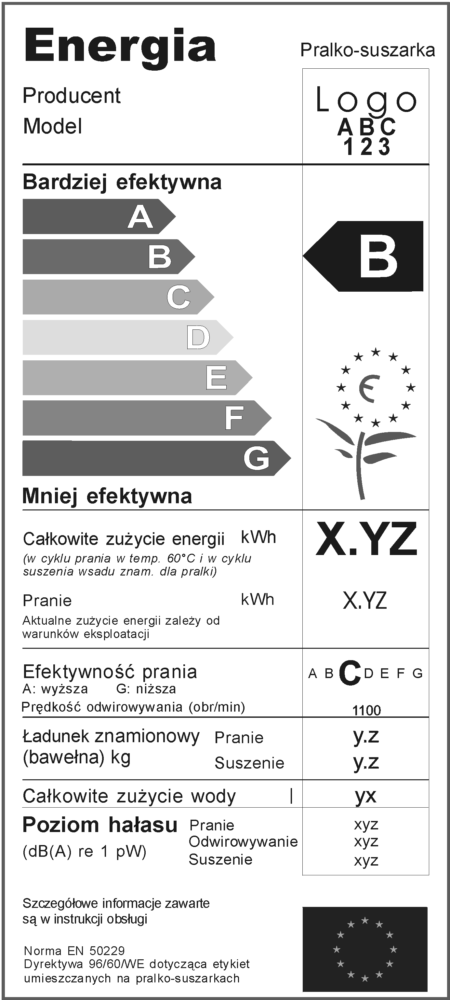 Energia
Pralko-suszarka
Producent
Model
Logo
A B C
1 2 3
Bardziej efektywna
A
B
B
C
D
E
F
G
Mniej efektywna
Całkowite zużycie energii kWh X.YZ
(w cyklu prania w temp. 60°C i w cyklu
suszenia wsadu znam. dla pralki)
Pranie kWh X.YZ
Aktualne zużycie energii zależy od
warunków eksploatacji
Efektywność prania A B C D E F G
A: wyższa G: niższa
Prędkość odwirowywania (obr/min) 1100
Ładunek znamionowy Pranie y.z
(bawełna) kg Suszenie y.z
Całkowite zużycie wody l yx
Poziom hałasu Pranie xyz
Odwirowywanie xyz
(dB(A) re 1 pW) Suszenie xyz
Szczegółowe informacje zawarte
są w instrukcji obsługi
Norma EN 50229
Dyrektywa 96/60/WE dotycząca etykiet
umieszczanych na pralko-suszarkach